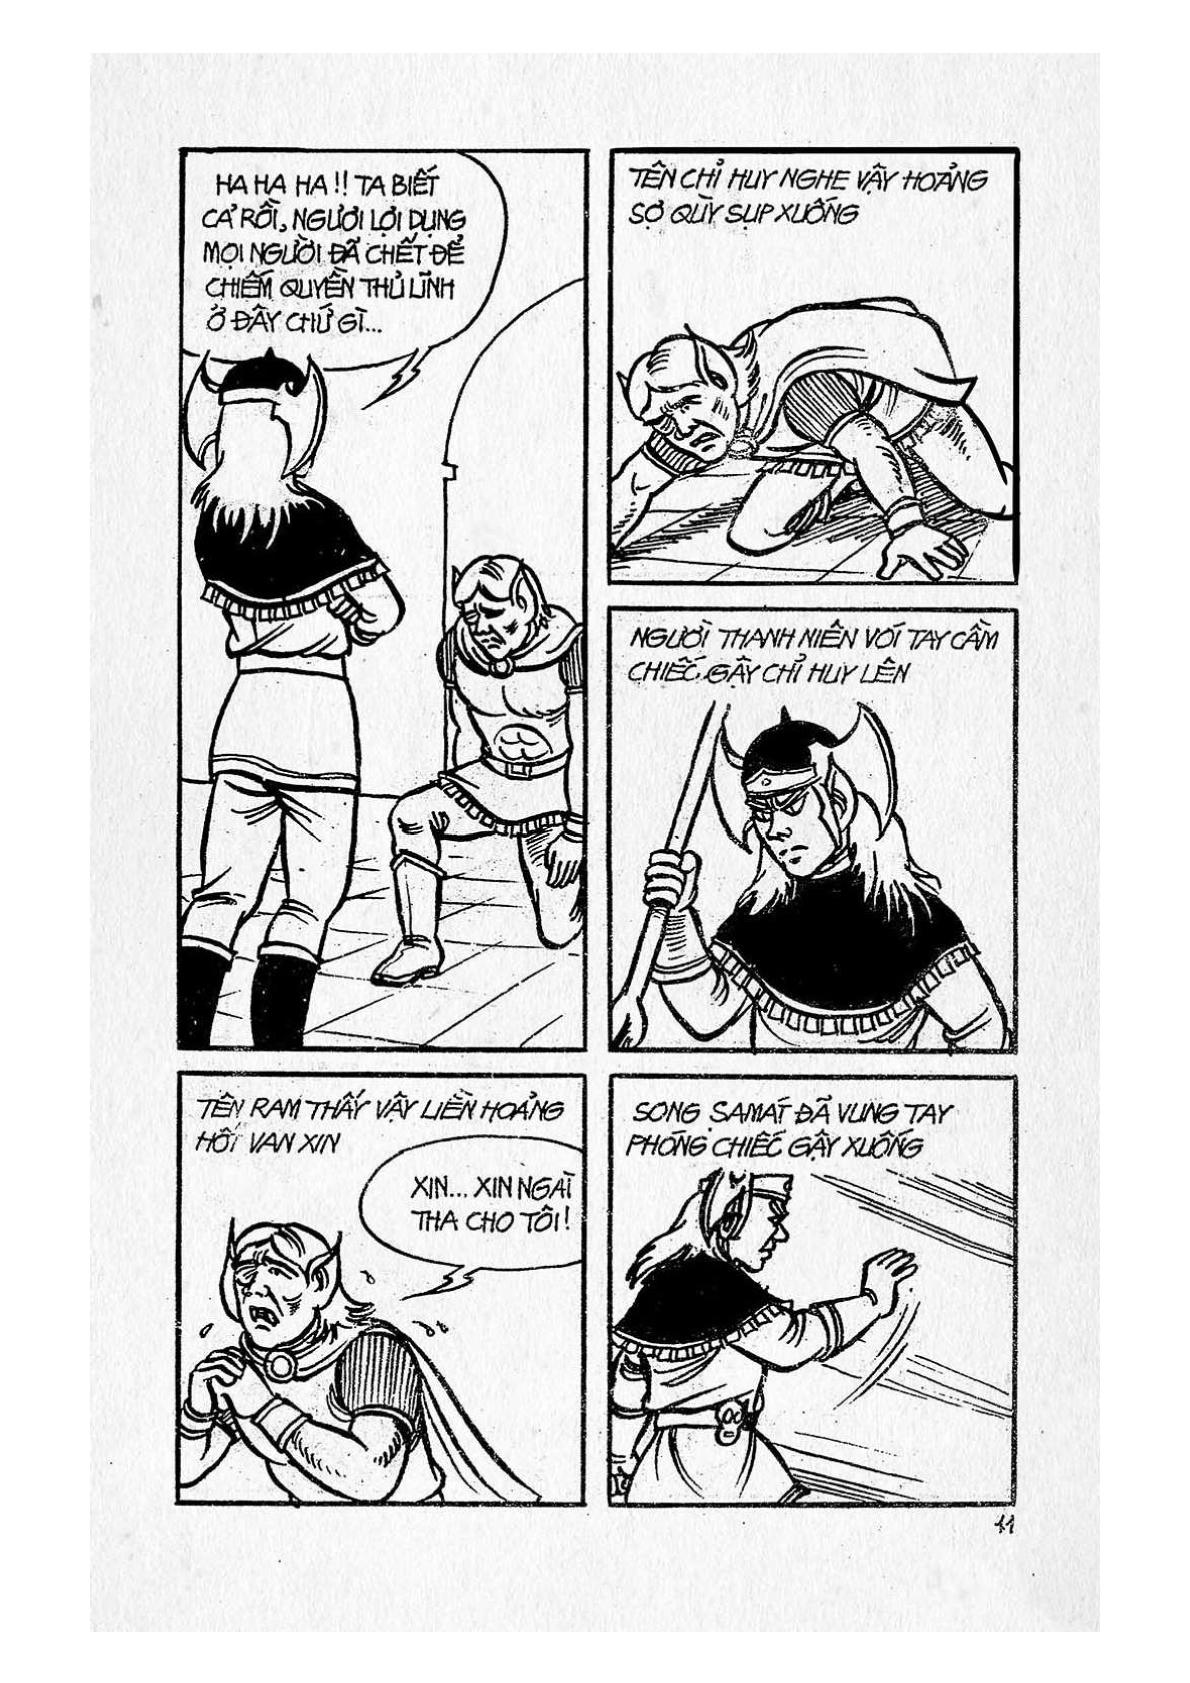 HA HA HA!! TA BIẾT
CẢ RỒI, NGƯƠI LỢI DỤNG
MỌI NGƯỜI ĐÃ CHẾT ĐỂ
CHIẾM QUYỀN THỦ LĨNH
Ở ĐÂY CHỨ GÌ...
TÊN CHỈ HUY NGHE VẬY HOẢNG
SỢ QÙY SỤP XUỐNG
NGƯỜI THANH NIÊN VỚI TAY CẦM
CHIẾC GẬY CHỈ HUY LÊN
TÊN RAM THẤY VẬY LIỀN HOẢNG
HỐT VAN XIN
XIN... XIN NGÀI
THA CHO TÔI!
SONG SAMÁT ĐÃ VUNG TAY
PHÓNG CHIẾC GẬY XUỐNG
11